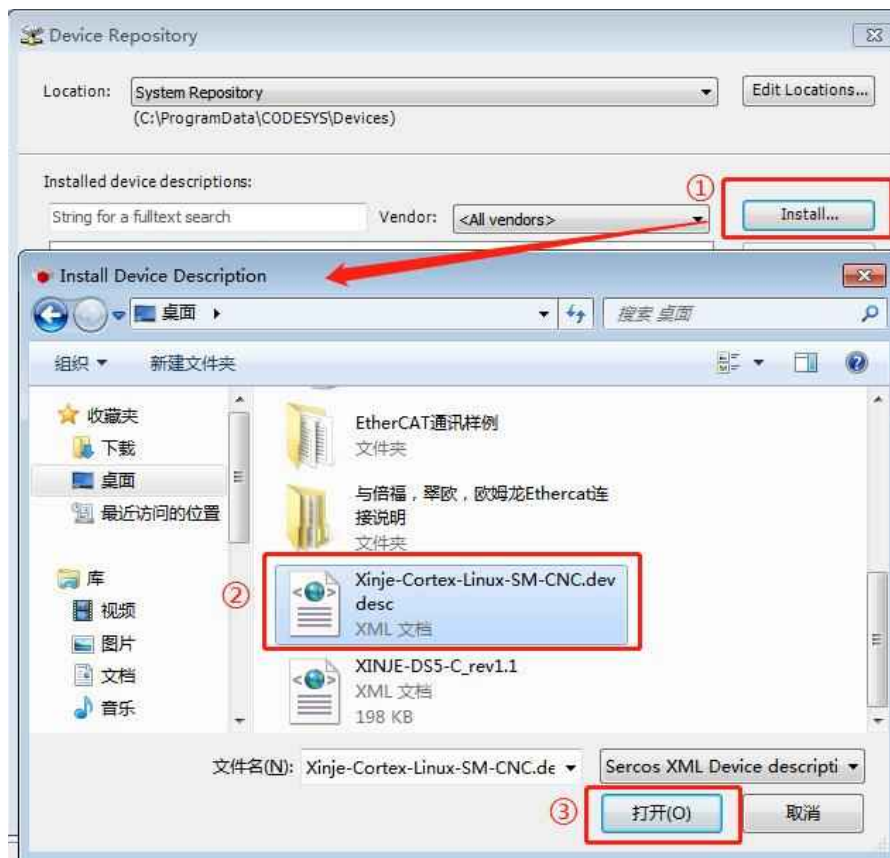 Device Repository
Location:
System Repository
Edit Locations...
(C:\ProgramData\CODESYS\Devices)
Installed device descriptions:
①
String for a fulltext search
Vendor:
<All vendors>
Install...
Install Device Description
桌面
搜索 桌面
组织
新建文件夹
收藏夹
下载
桌面
最近访问的位置
库
视频
图片
文档
音乐
EtherCAT通讯样例
文件夹
与倍福，翠欧，欧姆龙Ethercat连
接说明
文件夹
②
Xinje-Cortex-Linux-SM-CNC.dev
desc
XML 文档
XINJE-DS5-C_rev1.1
XML 文档
198 KB
文件名(N):
Xinje-Cortex-Linux-SM-CNC.de
Sercos XML Device descripti
③
打开(O)
取消